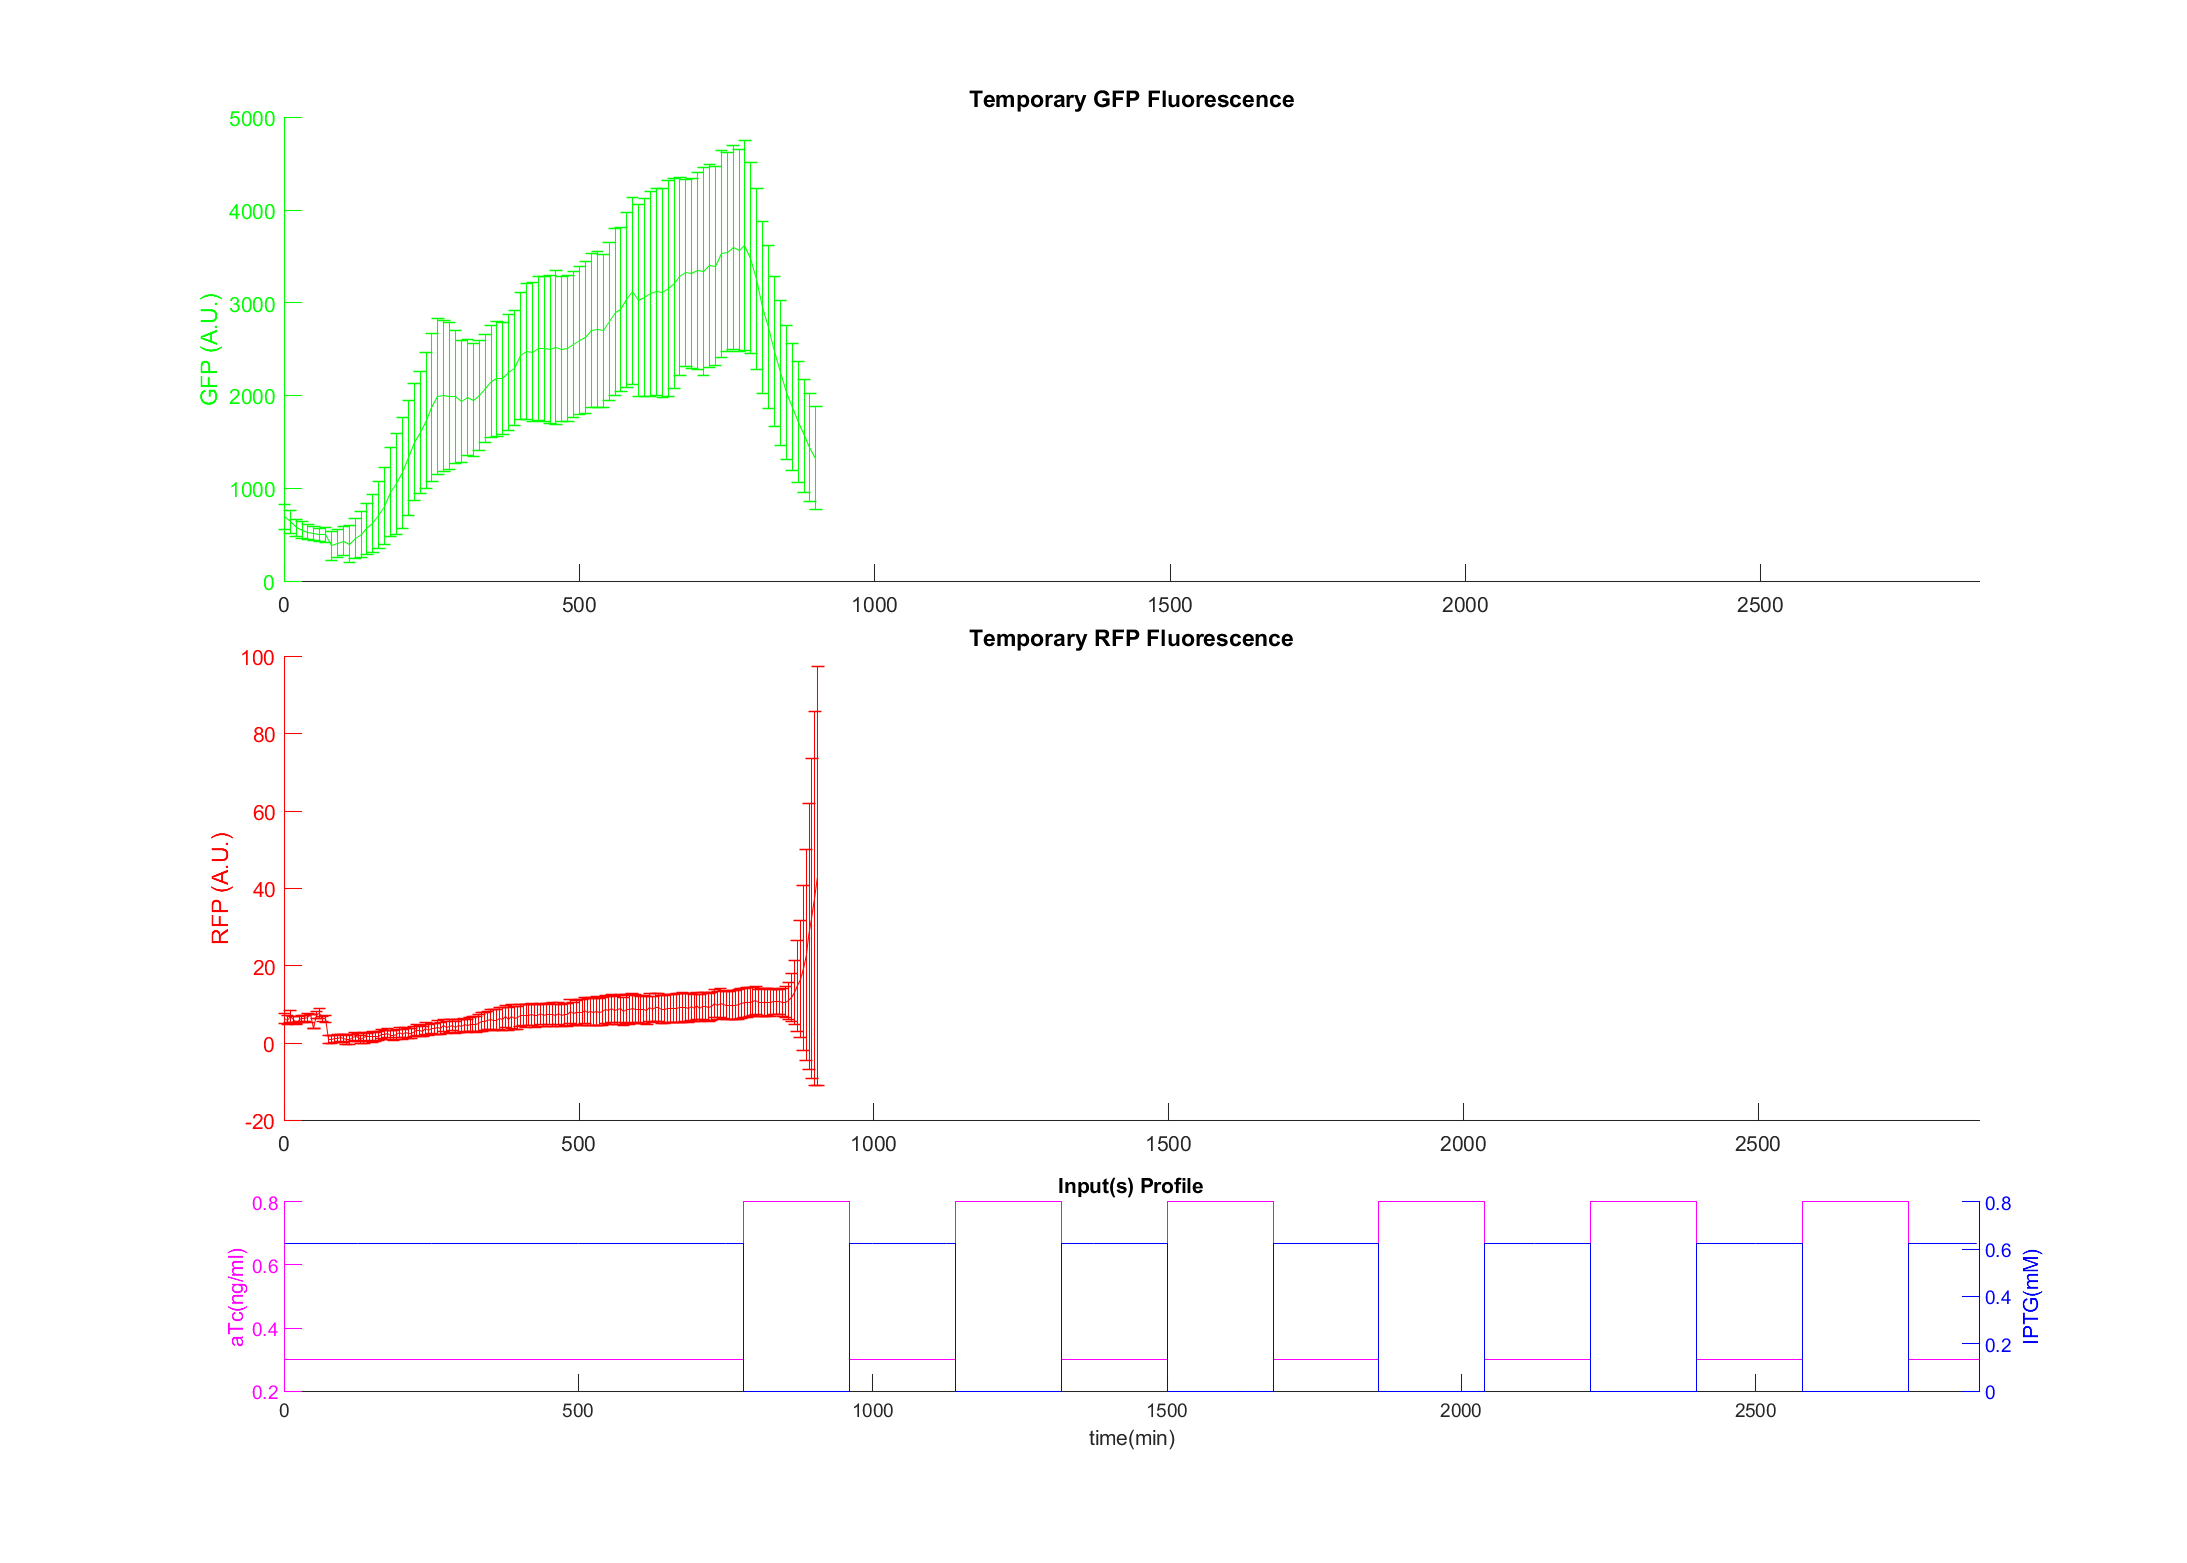 Temporary GFP Fluorescence
5000
4000
3000
2000
1000
0
GFP (A.U.)
0 500 1000 1500 2000 2500
Temporary RFP Fluorescence
100
80
60
40
20
0
-20
RFP (A.U.)
0 500 1000 1500 2000 2500
Input(s) Profile
0.8
0.6
0.4
0.2
aTc(ng/ml)
0.8
0.6
0.4
0.2
0
IPTG(mM)
0 500 1000 1500 2000 2500
time(min)